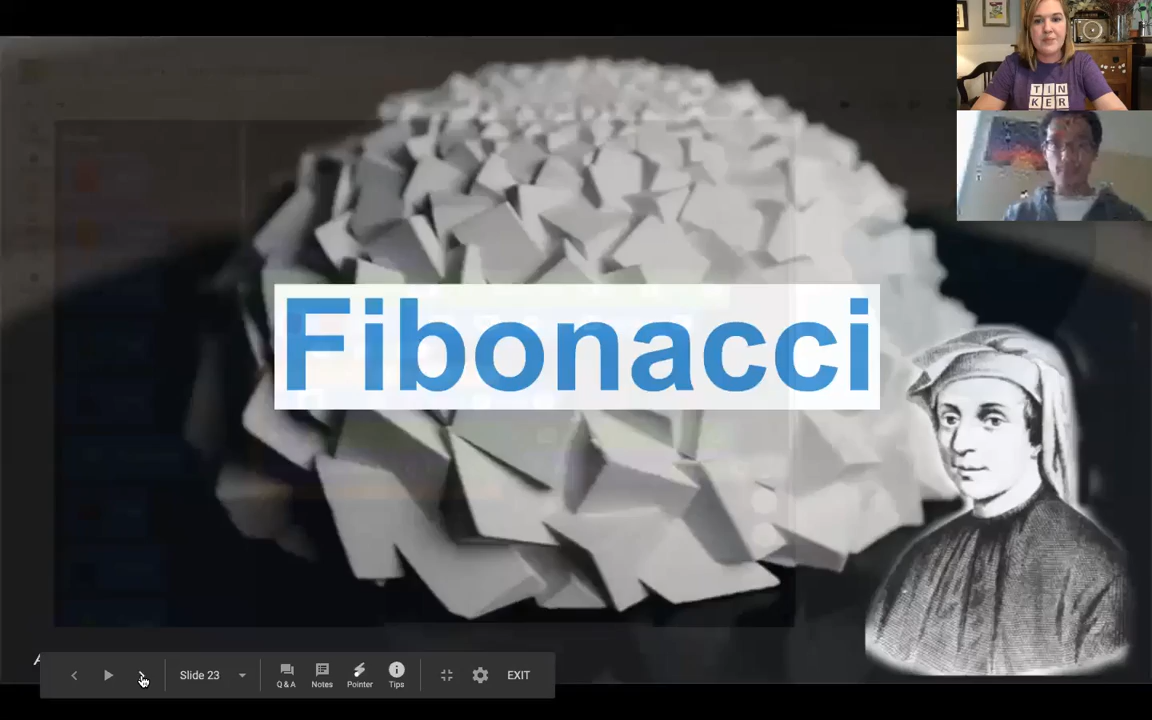 TIN
KER
Fibonacci
A
Slide 23
Q & A
Notes
Pointer
Tips
EXIT